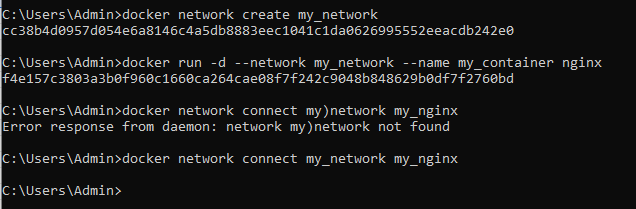 C:\Users\Admin>docker network create my_network
cc38b4d0957d054e6a8146c4a5db8883eec1041c1da0626995552eeacdb242e0
C:\Users\Admin>docker run -d --network my_network --name my_container nginx
f4e157c3803a3b0f960c1660ca264cae08f7f242c9048b848629b0df7f2760bd
C:\Users\Admin>docker network connect my)network my_nginx
Error response from daemon: network my)network not found
C:\Users\Admin>docker network connect my_network my_nginx
C:\Users\Admin>